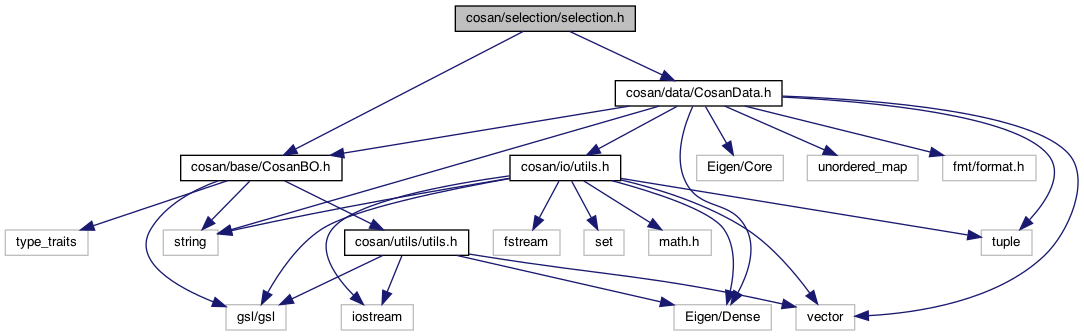 cosan/selection/selection.h
cosan/data/CosanData.h
cosan/base/CosanBO.h
cosan/io/utils.h
Eigen/Core
unordered_map
fmt/format.h
type_traits
string
cosan/utils/utils.h
fstream
set
math.h
tuple
gsl/gsl
iostream
Eigen/Dense
vector